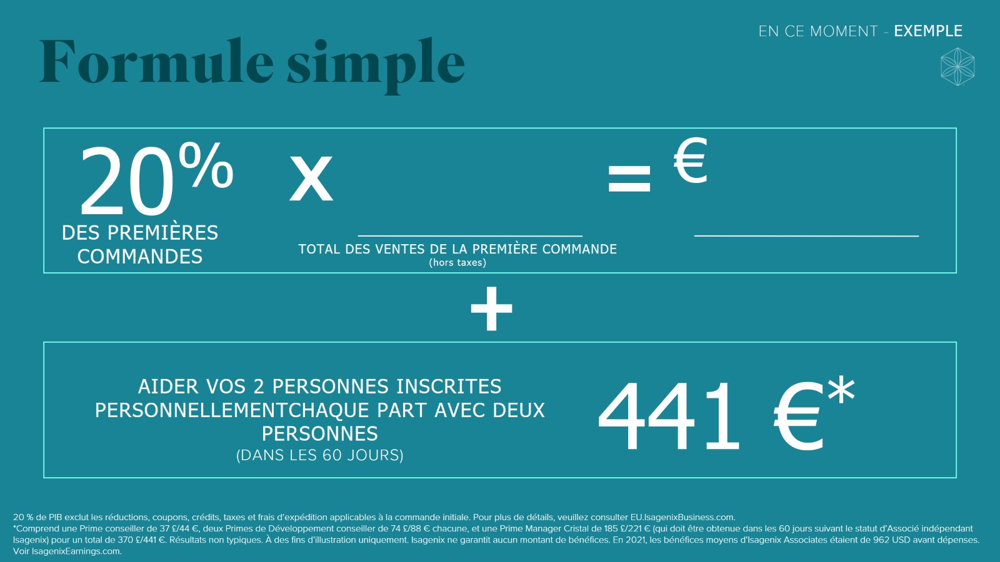 EN CE MOMENT - EXEMPLE
Formule simple
20% x = €
DES PREMIÈRES
COMMANDES
TOTAL DES VENTES DE LA PREMIÈRE COMMANDE
(hors taxes)
+
AIDER VOS 2 PERSONNES INSCRITES
PERSONNELLEMENTCHAQUE PART AVEC DEUX
PERSONNES
(DANS LES 60 JOURS)
441 €*
20 % de PIB exclut les réductions, coupons, crédits, taxes et frais d'expédition applicables à la commande initiale. Pour plus de détails, veuillez consulter EU.IsagenixBusiness.com.
*Comprend une Prime conseiller de 37 £/44 €, deux Primes de Développement conseiller de 74 £/88 € chacune, et une Prime Manager Cristal de 185 £/221 € (qui doit être obtenue dans les 60 jours suivant le statut d'Associé indépendant
Isagenix) pour un total de 370 £/441 €. Résultats non typiques. À des fins d'illustration uniquement. Isagenix ne garantit aucun montant de bénéfices. En 2021, les bénéfices moyens d'Isagenix Associates étaient de 962 USD avant dépenses.
Voir IsagenixEarnings.com.